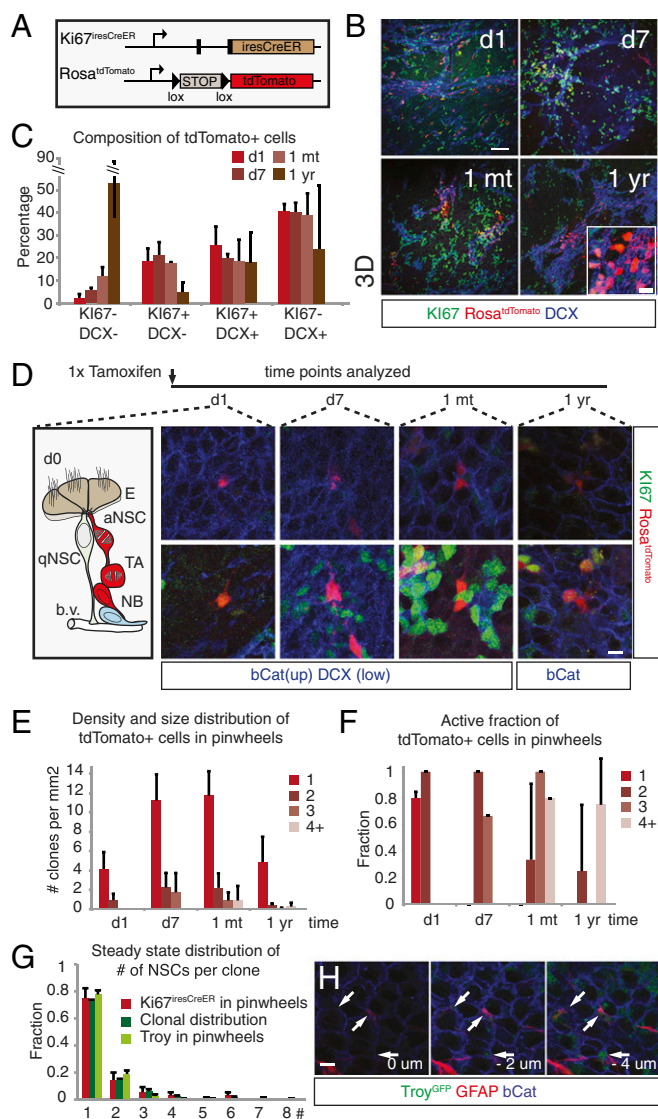 A
Ki67iresCreER
iresCreER
RosatdTomato
STOP
tdTomato
lox
lox
B
d1
d7
1 mt
1 yr
3D
KI67 RosatdTomato DCX
C
Composition of tdTomato+ cells
d1
1 mt
d7
1 yr
Percentage
90
50
40
30
20
10
0
KI67-
DCX-
KI67+
DCX-
KI67+
DCX+
KI67-
DCX+
D
1x Tamoxifen
time points analyzed
d1
d7
1 mt
1 yr
d0
E
aNSC
qNSC
TA
NB
b.v.
KI67 RosatdTomato
bCat(up) DCX (low)
bCat
E
Density and size distribution of
tdTomato+ cells in pinwheels
# clones per mm2
14
12
10
8
6
4
2
0
1
2
3
4+
d1
d7
1 mt
1 yr
time
F
Active fraction of
tdTomato+ cells in pinwheels
Fraction
1
0.8
0.6
0.4
0.2
0
1
2
3
4+
d1
d7
1 mt
1 yr
time
G
Steady state distribution of
# of NSCs per clone
Fraction
0.8
0.4
0.2
0
Ki67iresCreER in pinwheels
Clonal distribution
Troy in pinwheels
1
2
3
4
5
6
7
8
#
H
0 um
- 2 um
- 4 um
TroyGFP GFAP bCat